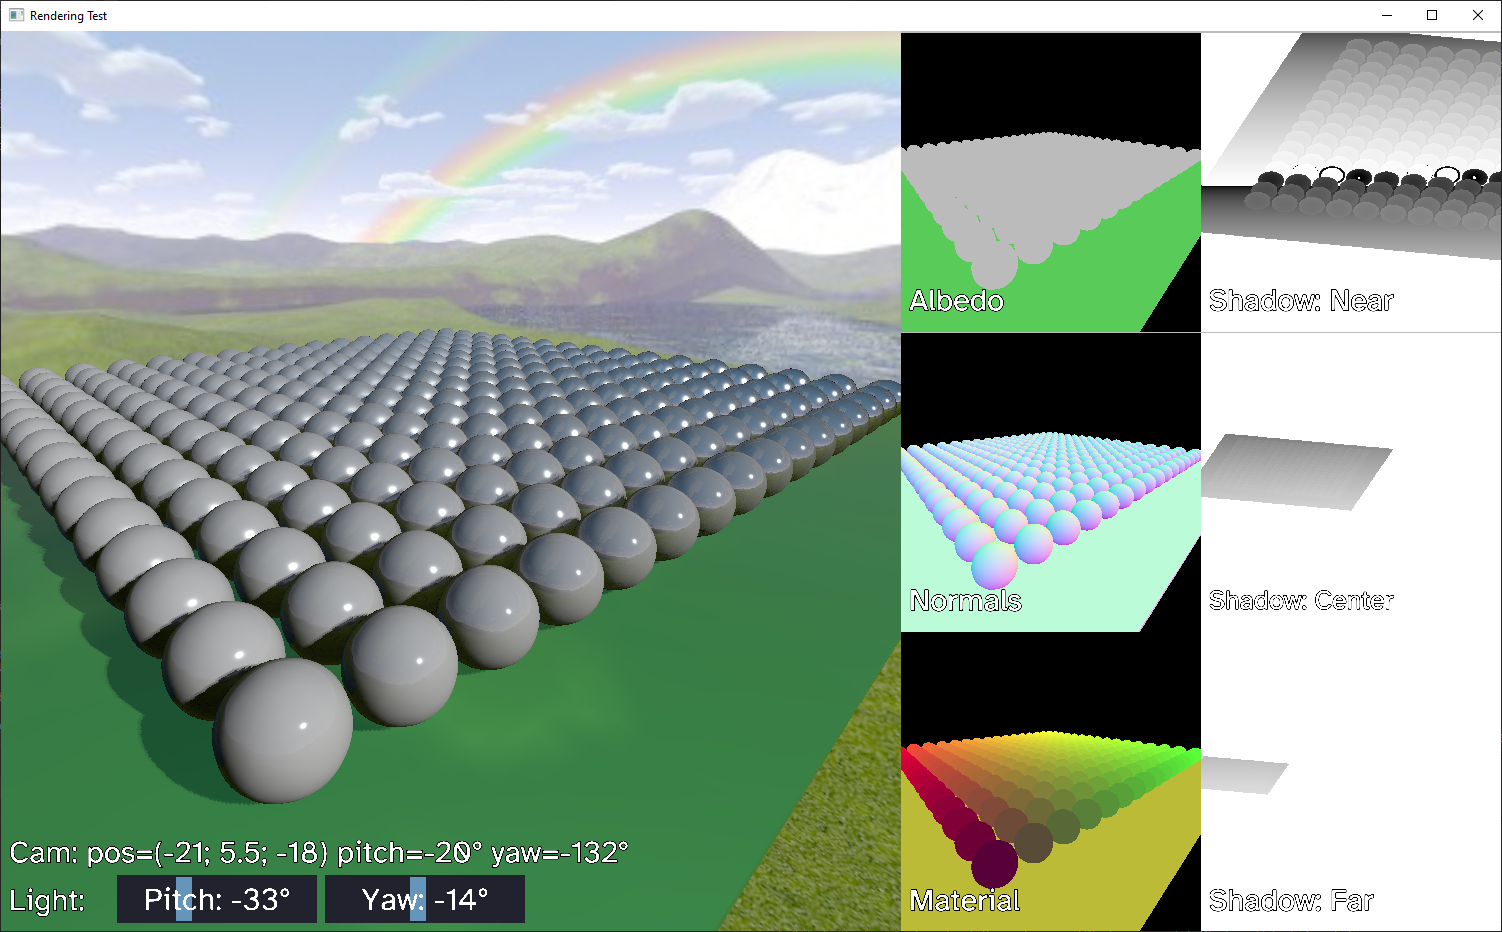 Rendering Test
Albedo
Shadow: Near
Normals
Shadow: Center
Material
Shadow: Far
Cam: pos=(-21; 5.5; -18) pitch=-20° yaw=-132°
Light: Pitch: -33° Yaw: -14°